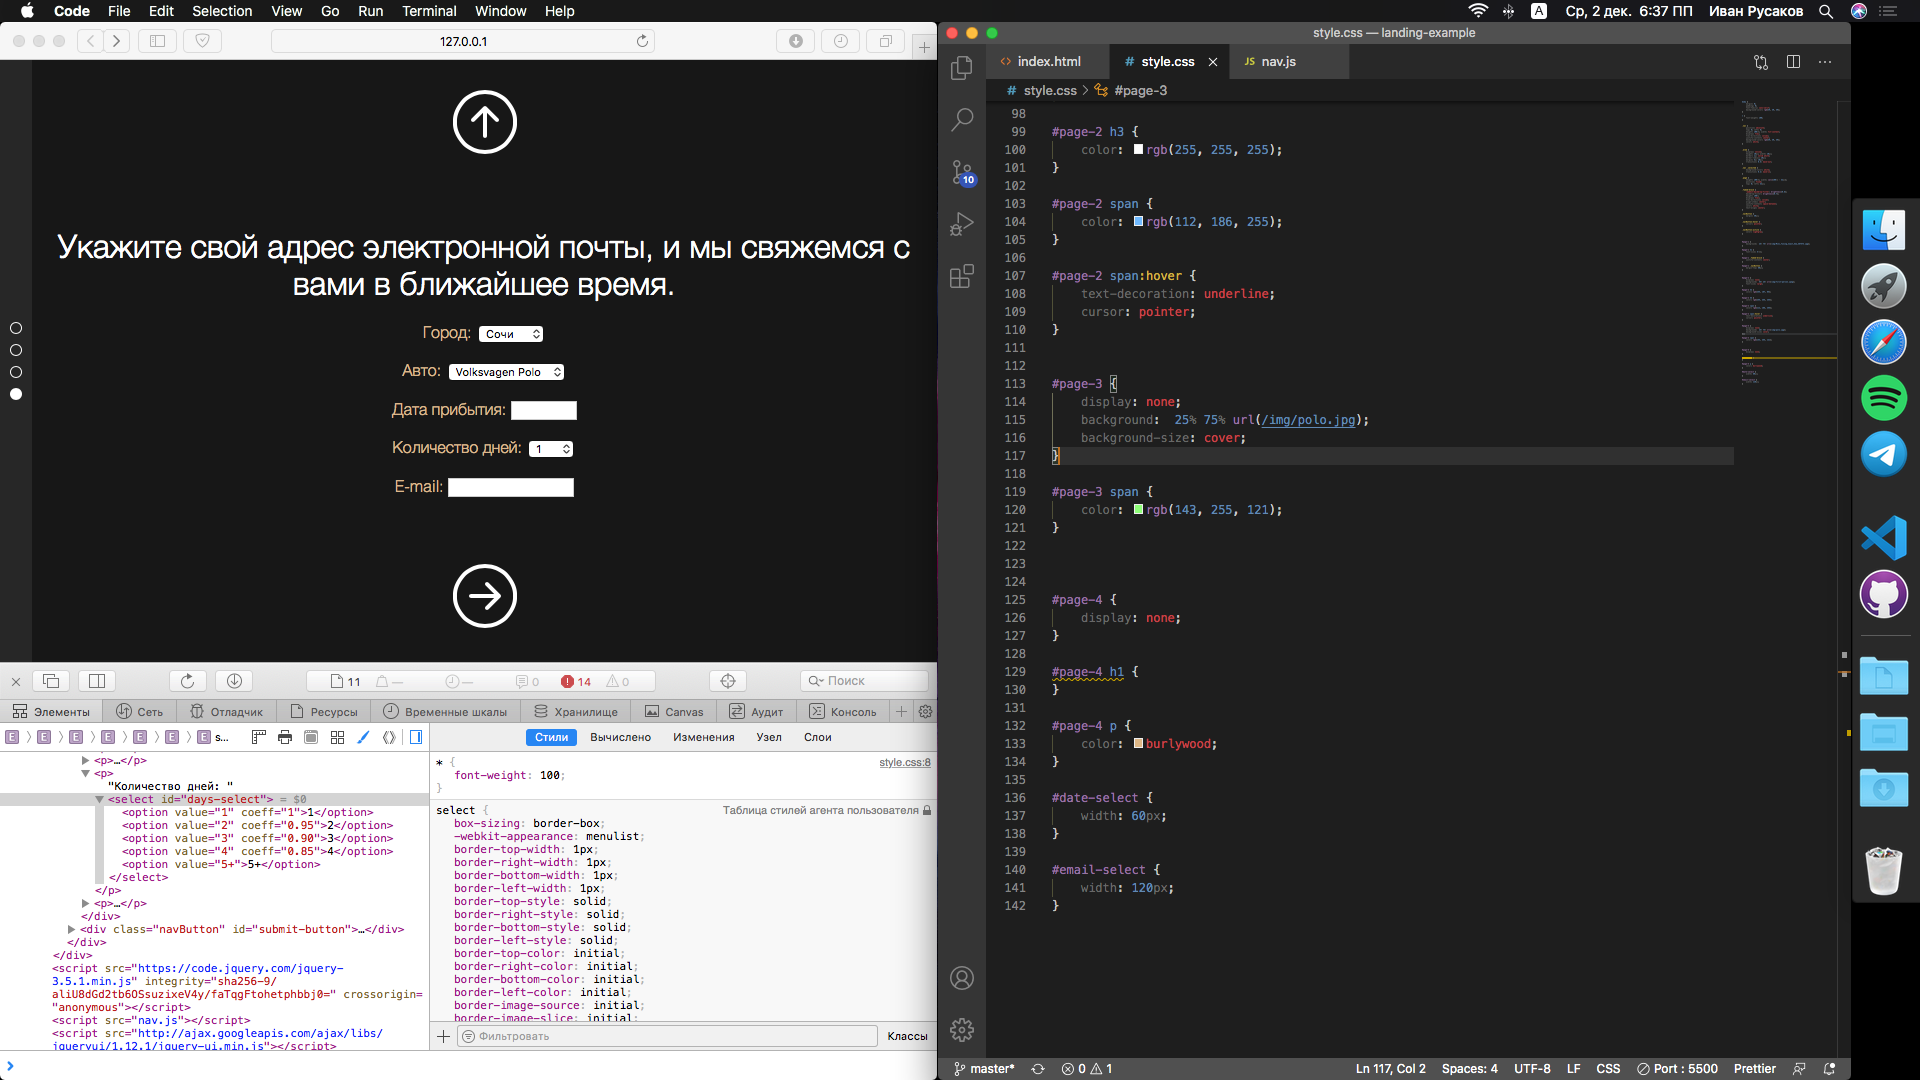 Code File Edit Selection View Go Run Terminal Window Help
A Ср, 2 дек. 6:37 ПП Иван Русаков
127.0.0.1
Укажите свой адрес электронной почты, и мы свяжемся с
вами в ближайшее время.
Город: Сочи
Авто: Volksvagen Polo
Дата прибытия:
Количество дней: 1
E-mail:
11 — — 0 14 0 Поиск
Элементы Сеть Отладчик Ресурсы Временные шкалы Хранилище Canvas Аудит Консоль
E E E E E E E s...
Стили Вычислено Изменения Узел Слои
<p>…</p>
<p>
"Количество дней: "
<select id="days-select"> = $0
<option value="1" coeff="1">1</option>
<option value="2" coeff="0.95">2</option>
<option value="3" coeff="0.90">3</option>
<option value="4" coeff="0.85">4</option>
<option value="5+">5+</option>
</select>
</p>
<p>…</p>
</div>
<div class="navButton" id="submit-button">…</div>
</div>
</div>
<script src="https://code.jquery.com/jquery-
3.5.1.min.js" integrity="sha256-9/
aliU8dGd2tb6OSsuzixeV4y/faTqgFtohetphbbj0=" crossorigin=
"anonymous"></script>
<script src="nav.js"></script>
<script src="http://ajax.googleapis.com/ajax/libs/
jqueryui/1.12.1/jquery-ui.min.js"></script>
* {
style.css:8
font-weight: 100;
}
select {
Таблица стилей агента пользователя
box-sizing: border-box;
-webkit-appearance: menulist;
border-top-width: 1px;
border-right-width: 1px;
border-bottom-width: 1px;
border-left-width: 1px;
border-top-style: solid;
border-right-style: solid;
border-bottom-style: solid;
border-left-style: solid;
border-top-color: initial;
border-right-color: initial;
border-bottom-color: initial;
border-left-color: initial;
border-image-source: initial;
border-image-slice: initial;
Фильтровать Классы
style.css — landing-example
index.html # style.css JS nav.js
# style.css > #page-3
10
98
99 #page-2 h3 {
100 color: rgb(255, 255, 255);
101 }
102
103 #page-2 span {
104 color: rgb(112, 186, 255);
105 }
106
107 #page-2 span:hover {
108 text-decoration: underline;
109 cursor: pointer;
110 }
111
112
113 #page-3 {
114 display: none;
115 background: 25% 75% url(/img/polo.jpg);
116 background-size: cover;
117 }
118
119 #page-3 span {
120 color: rgb(143, 255, 121);
121 }
122
123
124
125 #page-4 {
126 display: none;
127 }
128
129 #page-4 h1 {
130 }
131
132 #page-4 p {
133 color: burlywood;
134 }
135
136 #date-select {
137 width: 60px;
138 }
139
140 #email-select {
141 width: 120px;
142 }
master* 0 1 Ln 117, Col 2 Spaces: 4 UTF-8 LF CSS Port : 5500 Prettier